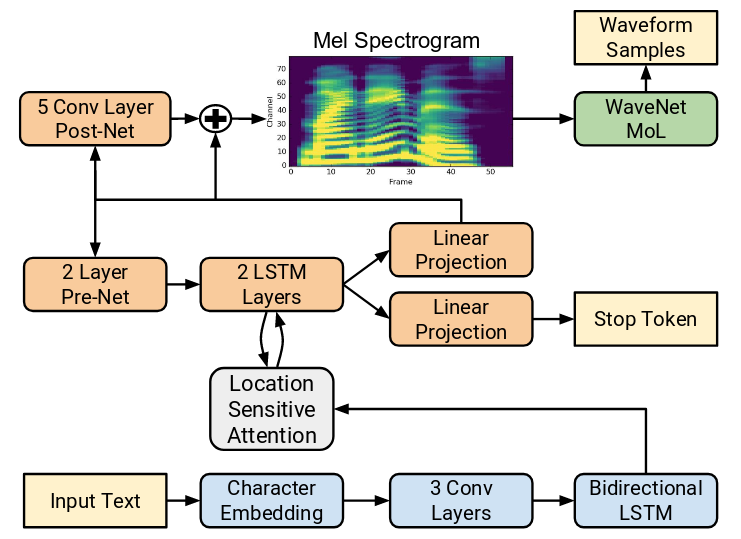 Waveform
Samples
Mel Spectrogram
5 Conv Layer
Post-Net
Channel
70
60
50
40
30
20
10
0
0 10 20 30 40 50
Frame
WaveNet
MoL
2 Layer
Pre-Net
2 LSTM
Layers
Linear
Projection
Linear
Projection
Stop Token
Location
Sensitive
Attention
Input Text
Character
Embedding
3 Conv
Layers
Bidirectional
LSTM